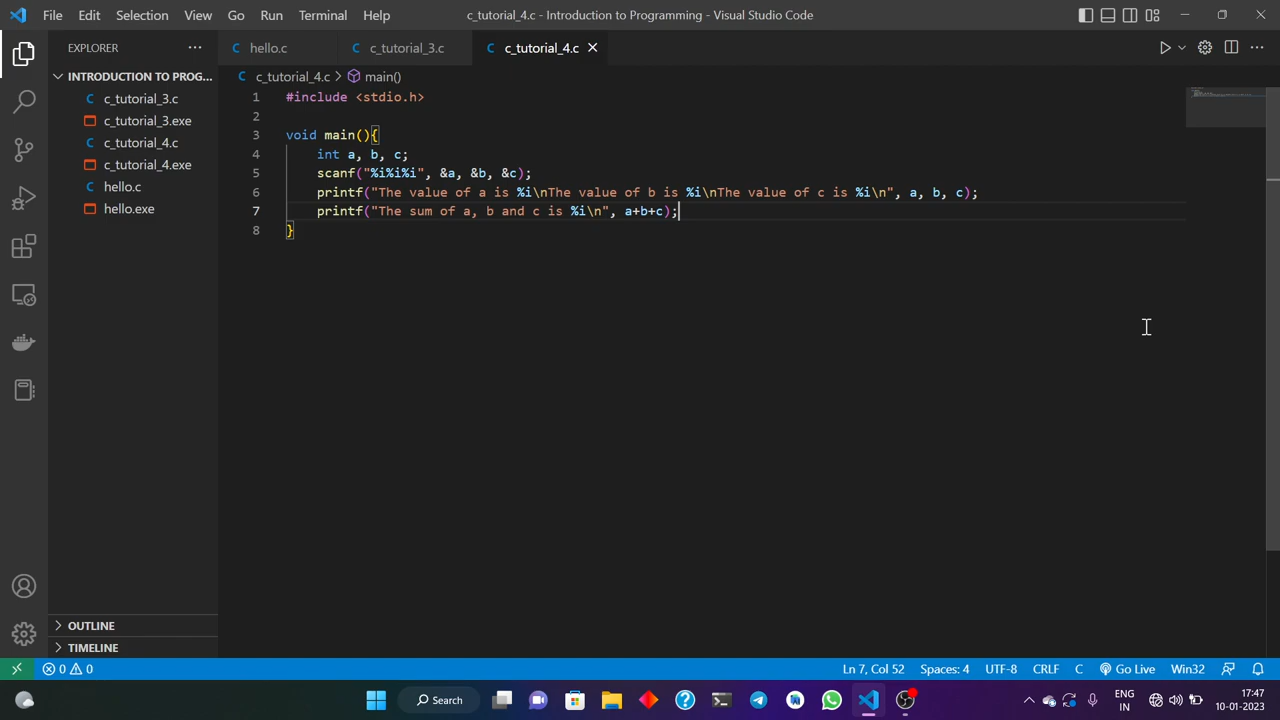 File Edit Selection View Go Run Terminal Help
c_tutorial_4.c - Introduction to Programming - Visual Studio Code
EXPLORER
hello.c
c_tutorial_3.c
c_tutorial_4.c
INTRODUCTION TO PROG...
c_tutorial_3.c
c_tutorial_3.exe
c_tutorial_4.c
c_tutorial_4.exe
hello.c
hello.exe
OUTLINE
TIMELINE
C c_tutorial_4.c > main()
1 #include <stdio.h>
2
3 void main(){
4 int a, b, c;
5 scanf("%i%i%i", &a, &b, &c);
6 printf("The value of a is %i\nThe value of b is %i\nThe value of c is %i\n", a, b, c);
7 printf("The sum of a, b and c is %i\n", a+b+c);
8 }
0 0
Ln 7, Col 52 Spaces: 4 UTF-8 CRLF C Go Live Win32
Search
ENG
IN
17:47
10-01-2023